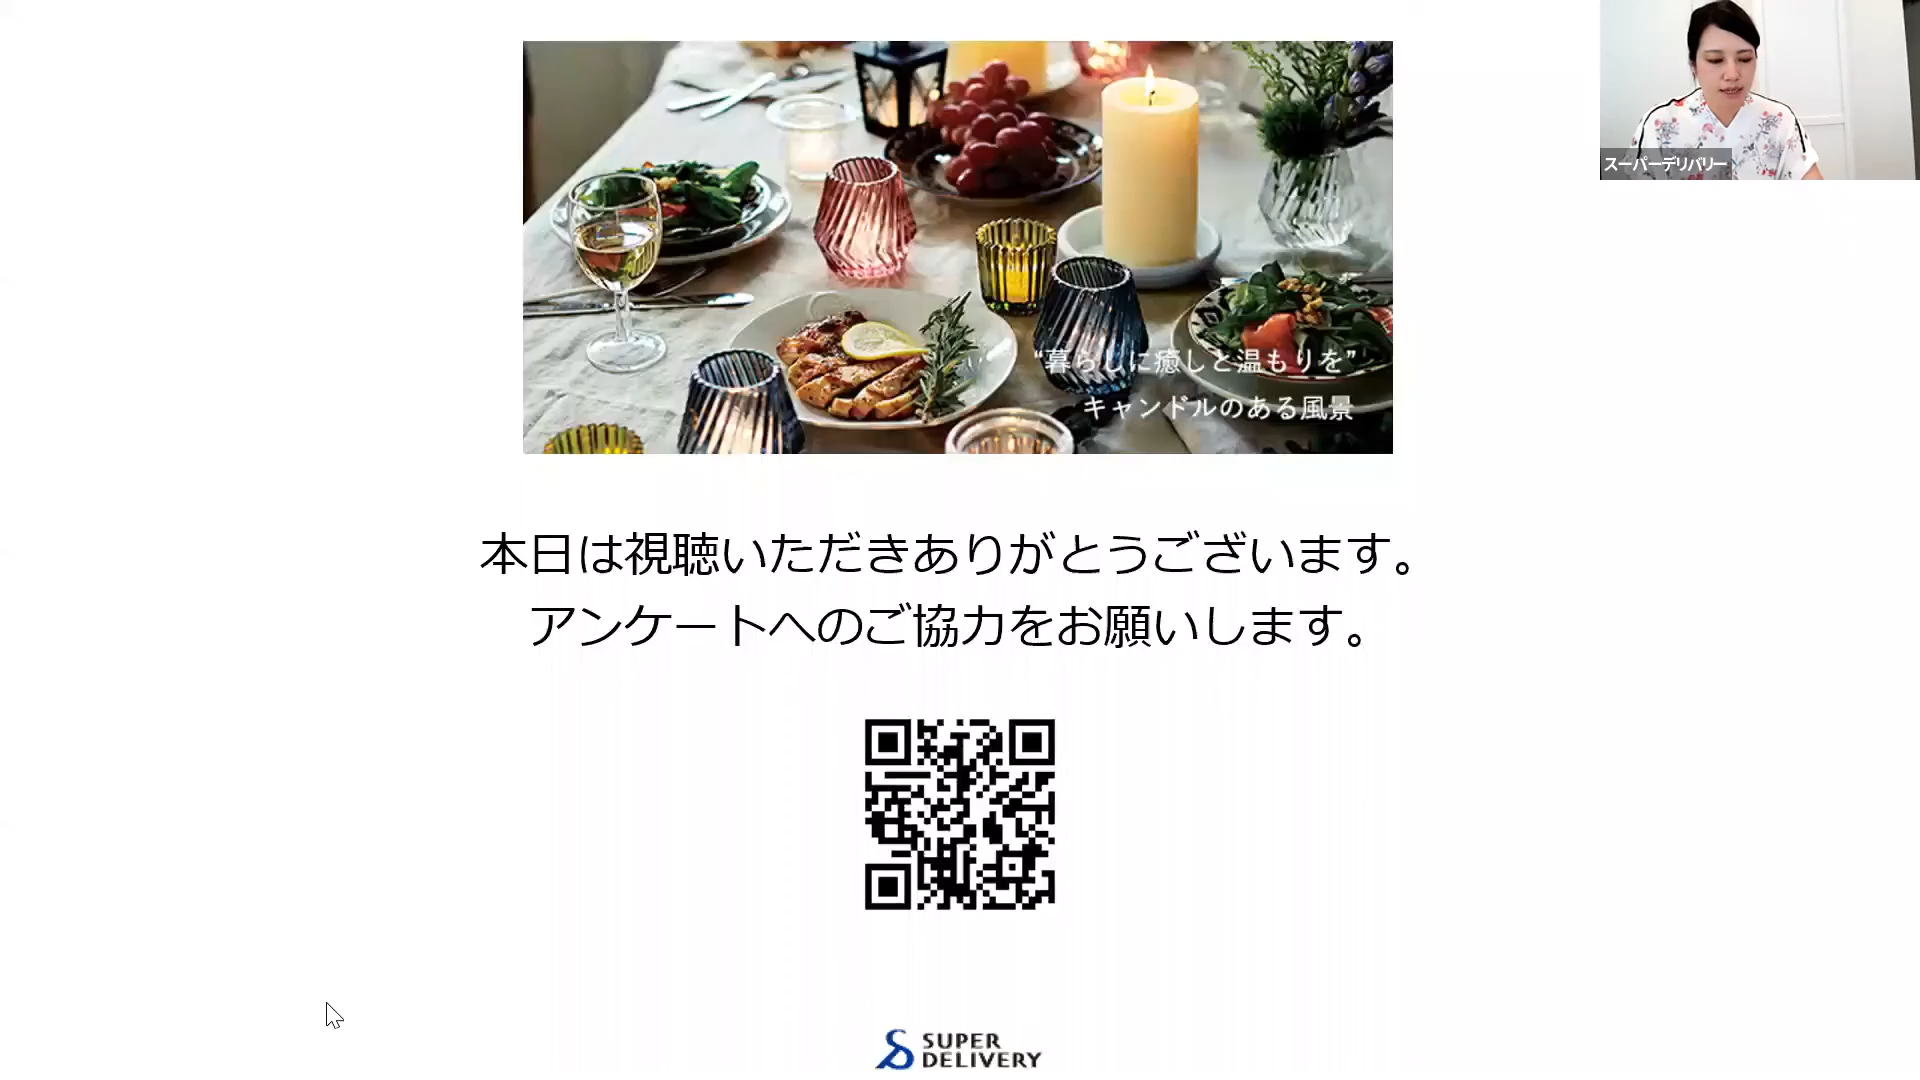 スーパーデリバリー
“暮らしに癒しと温もりを”
キャンドルのある風景
本日は視聴いただきありがとうございます。
アンケートへのご協力をお願いします。
SUPER
DELIVERY